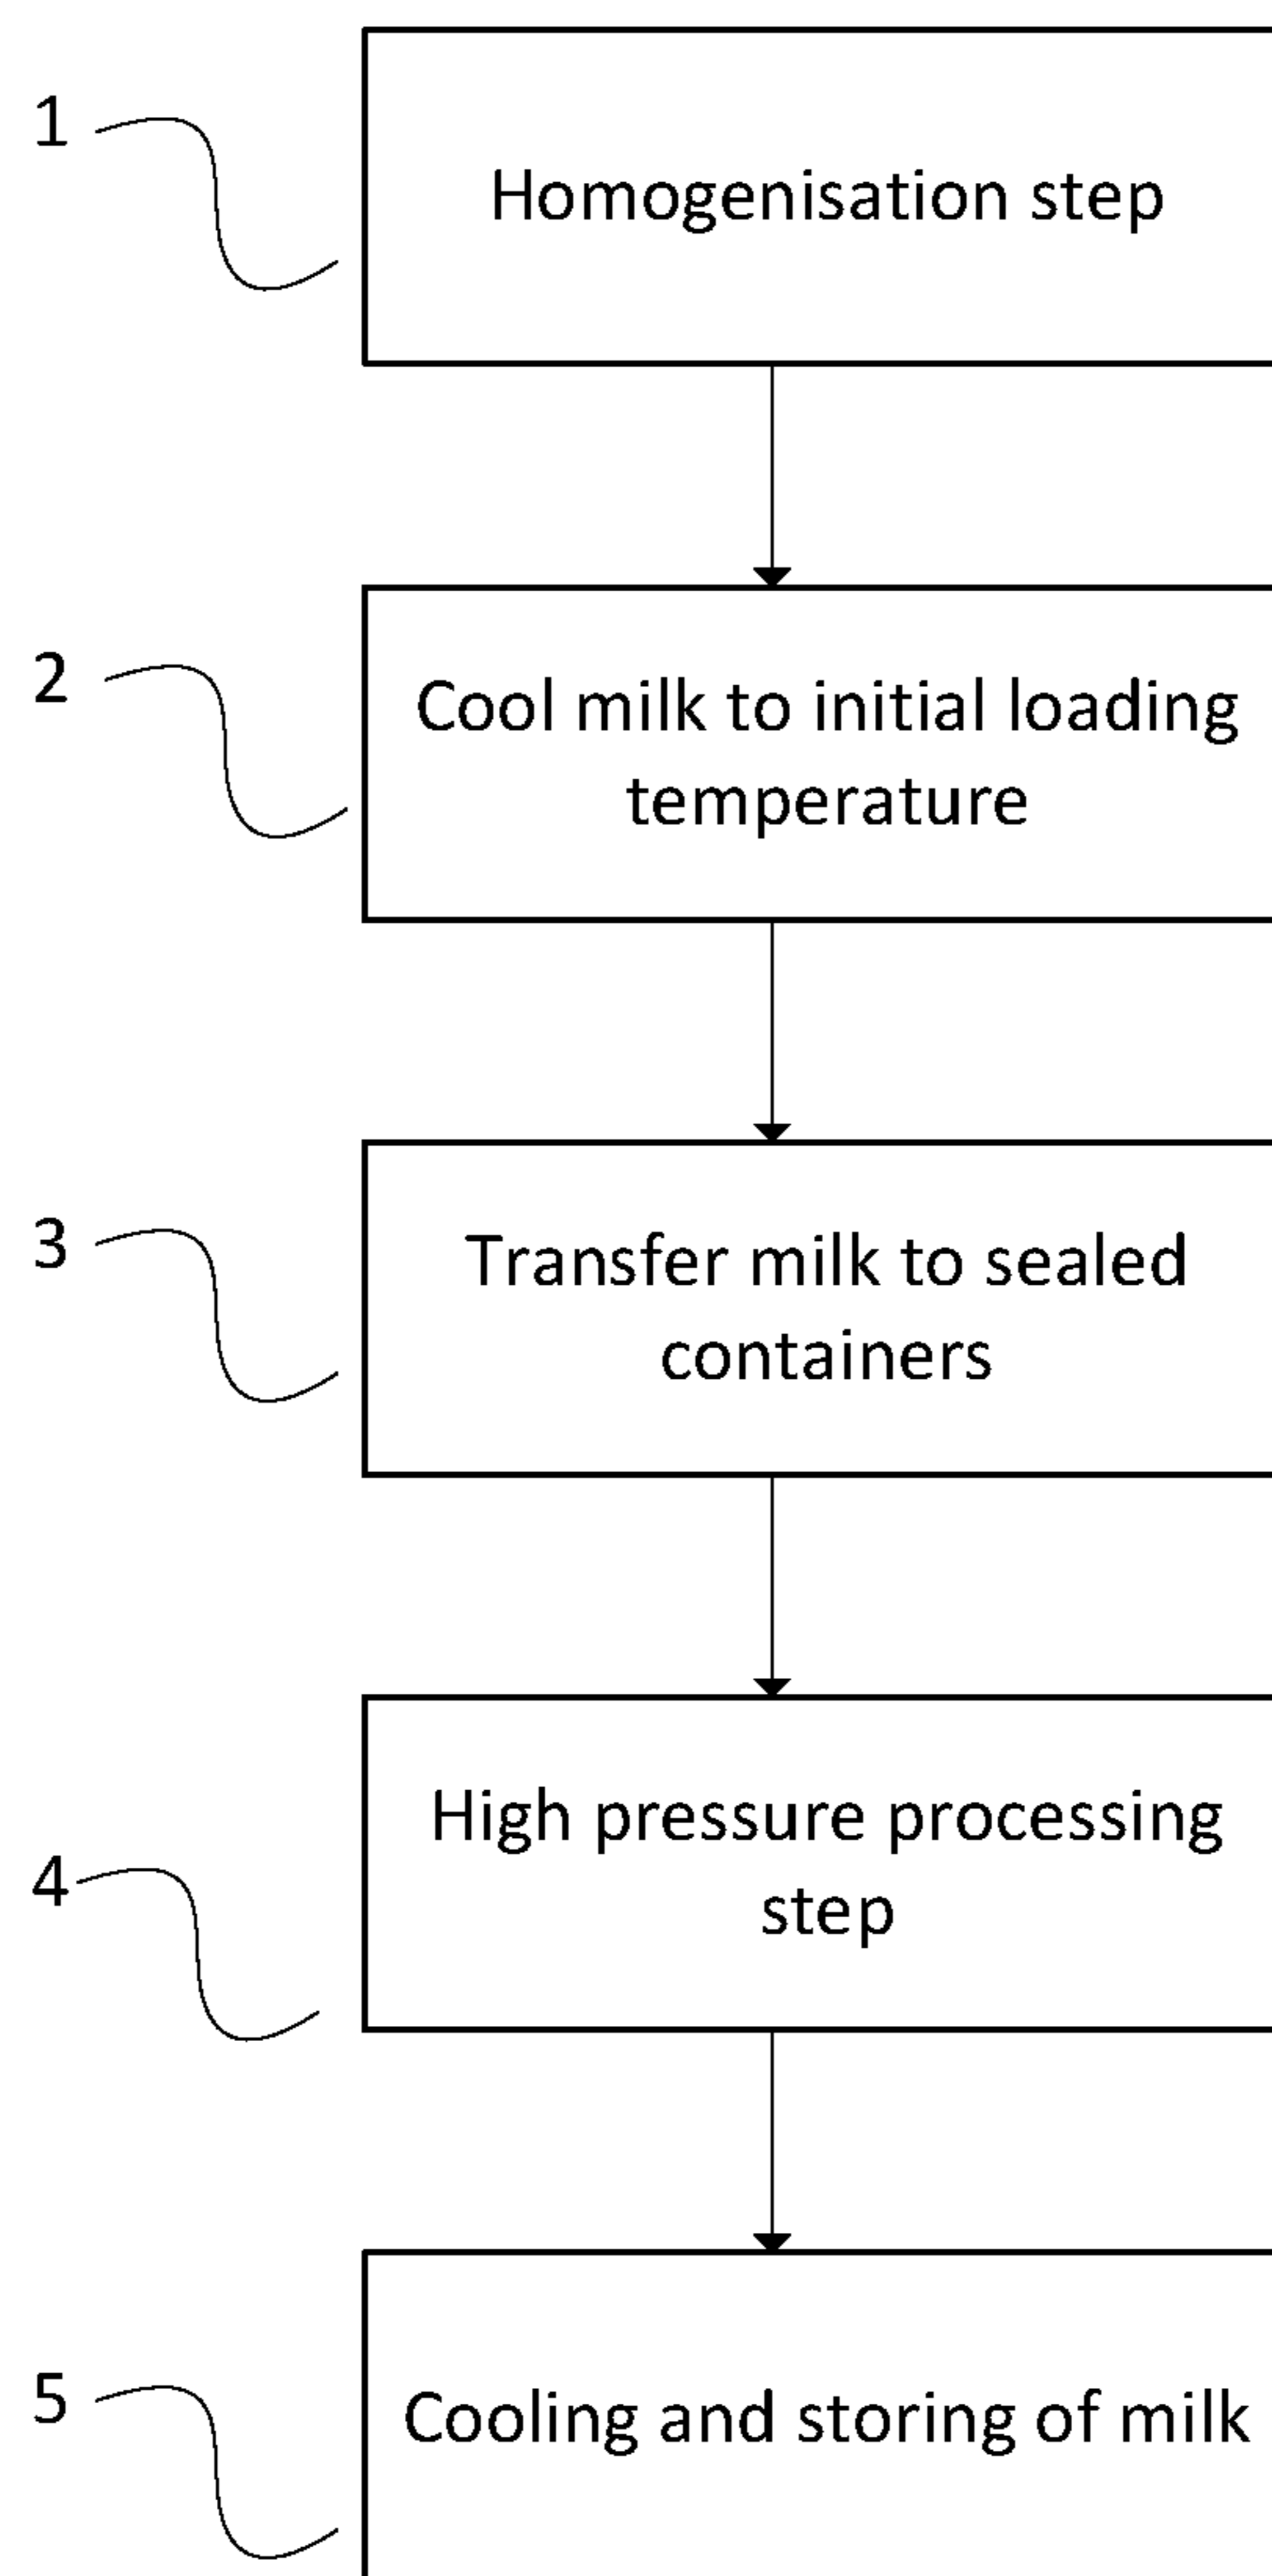 1
Homogenisation step
2
Cool milk to initial loading
temperature
3
Transfer milk to sealed
containers
4
High pressure processing
step
5
Cooling and storing of milk